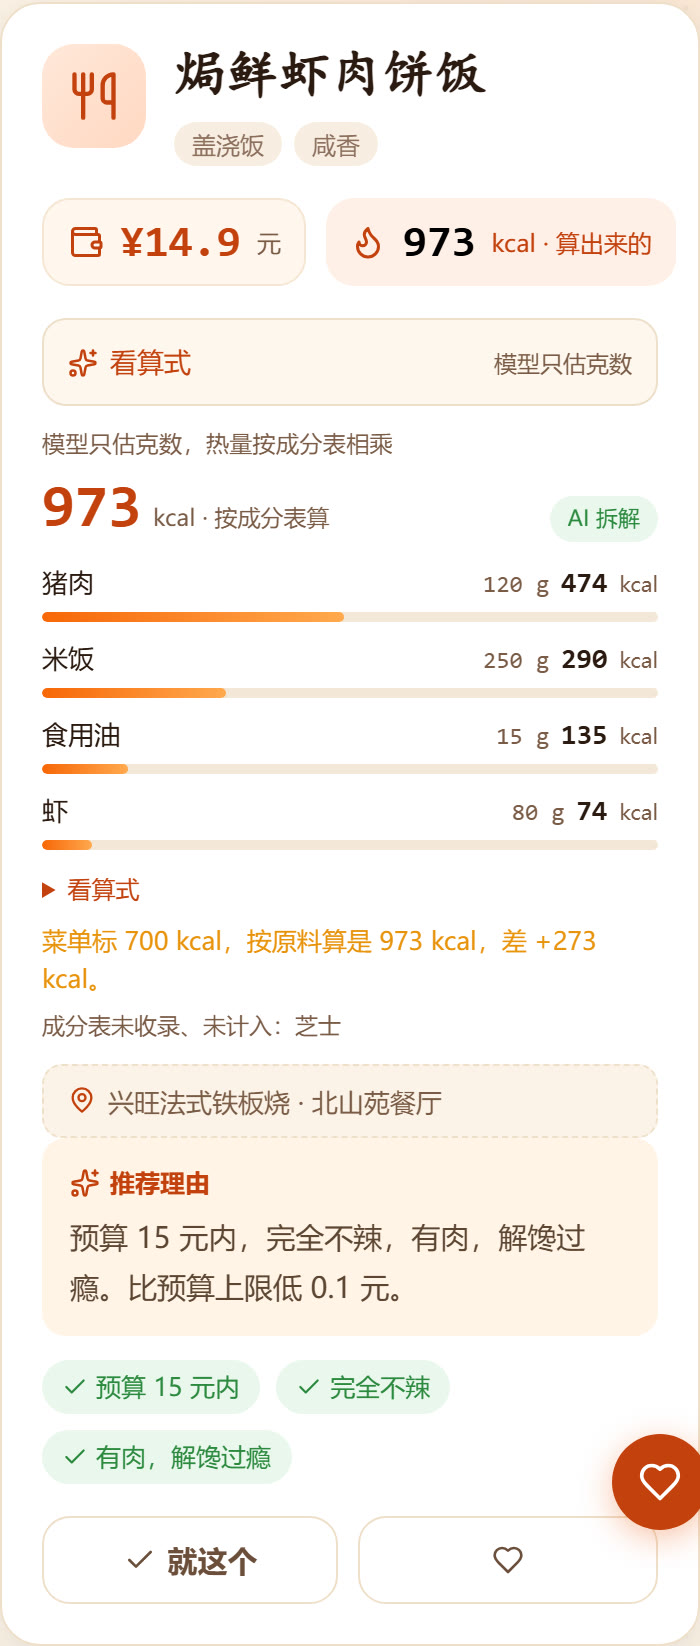 焗鲜虾肉饼饭
盖浇饭 咸香
¥14.9 元 973 kcal · 算出来的
看算式 模型只估克数
模型只估克数，热量按成分表相乘
973 kcal · 按成分表算 AI 拆解
猪肉 120 g 474 kcal
米饭 250 g 290 kcal
食用油 15 g 135 kcal
虾 80 g 74 kcal
看算式
菜单标 700 kcal，按原料算是 973 kcal，差 +273
kcal。
成分表未收录、未计入：芝士
兴旺法式铁板烧 · 北山苑餐厅
推荐理由
预算 15 元内，完全不辣，有肉，解馋过
瘾。比预算上限低 0.1 元。
预算 15 元内 完全不辣
有肉，解馋过瘾
就这个